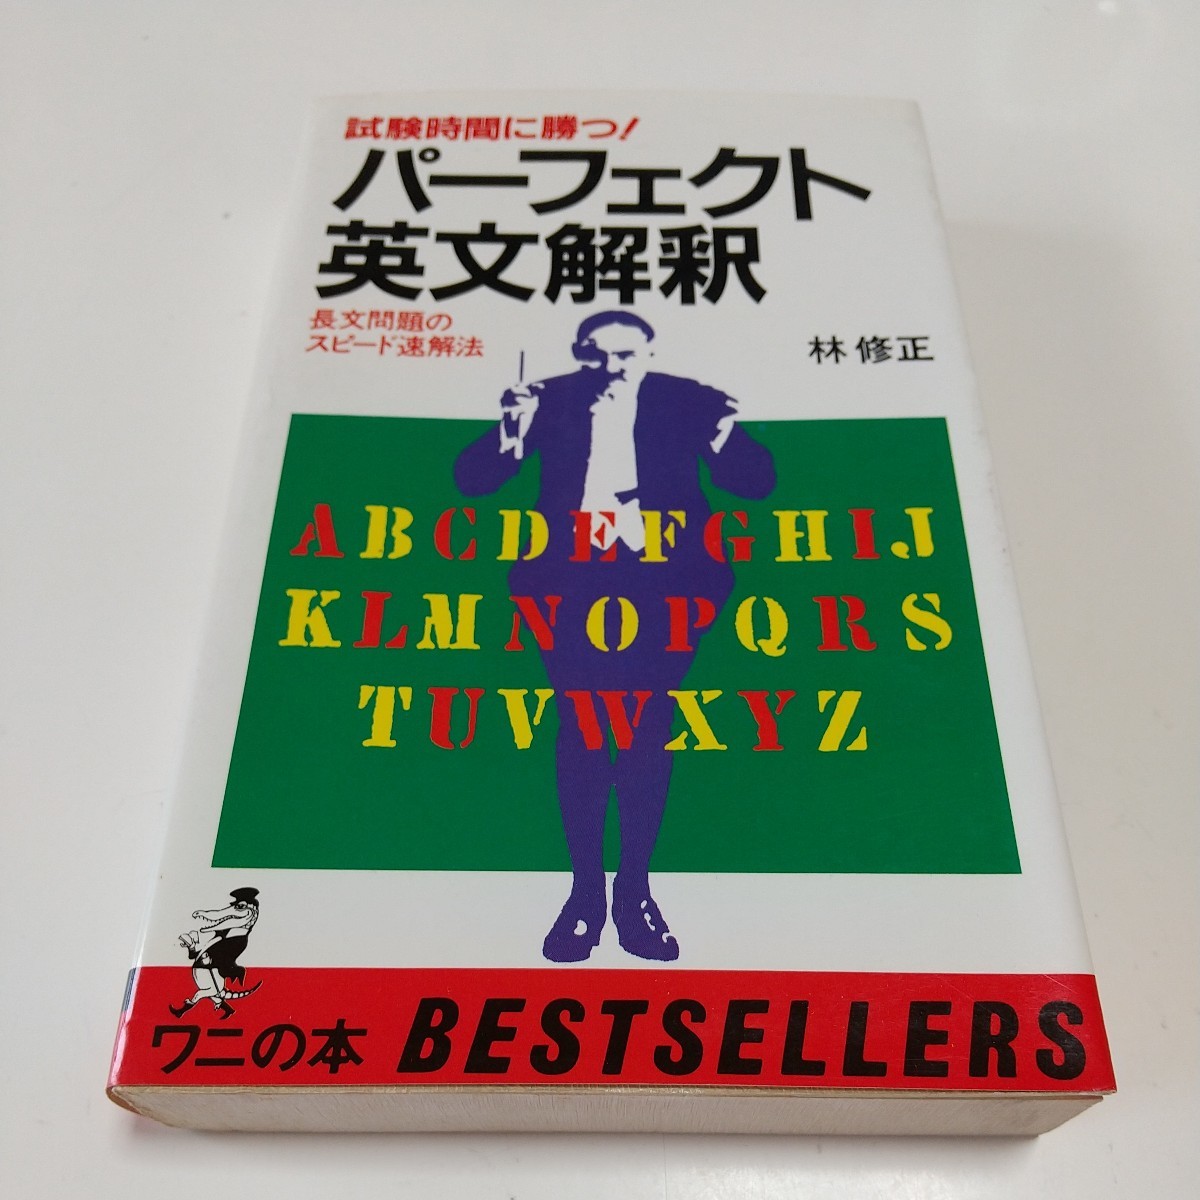 試験時間に勝つ!
パーフェクト
英文解釈
長文問題の
スピード速解法
林 修正
ABCDEFGHIJ
KLMNOPQRS
TUVWXYZ
ワニの本 BESTSELLERS